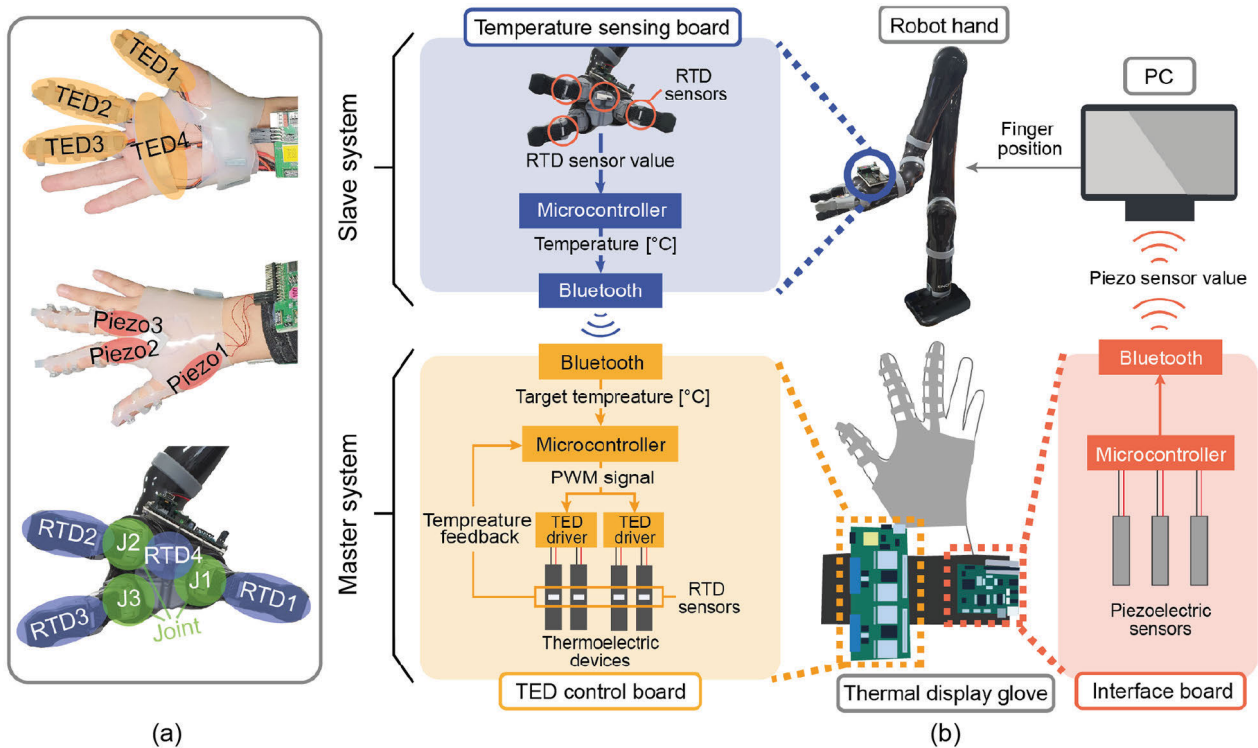 TED1
TED2
TED3
TED4
Piezo3
Piezo2
Piezo1
RTD2
J2
RTD4
J1
RTD3
J3
RTD1
Joint
(a)
Slave system
Temperature sensing board
RTD
sensors
RTD sensor value
Microcontroller
Temperature [°C]
Bluetooth
Robot hand
PC
Finger
position
Piezo sensor value
Master system
Bluetooth
Target tempreature [°C]
Microcontroller
PWM signal
Tempreature
feedback
TED
driver
TED
driver
RTD
sensors
Thermoelectric
devices
TED control board
Thermal display glove
Bluetooth
Microcontroller
Piezoelectric
sensors
Interface board
(b)